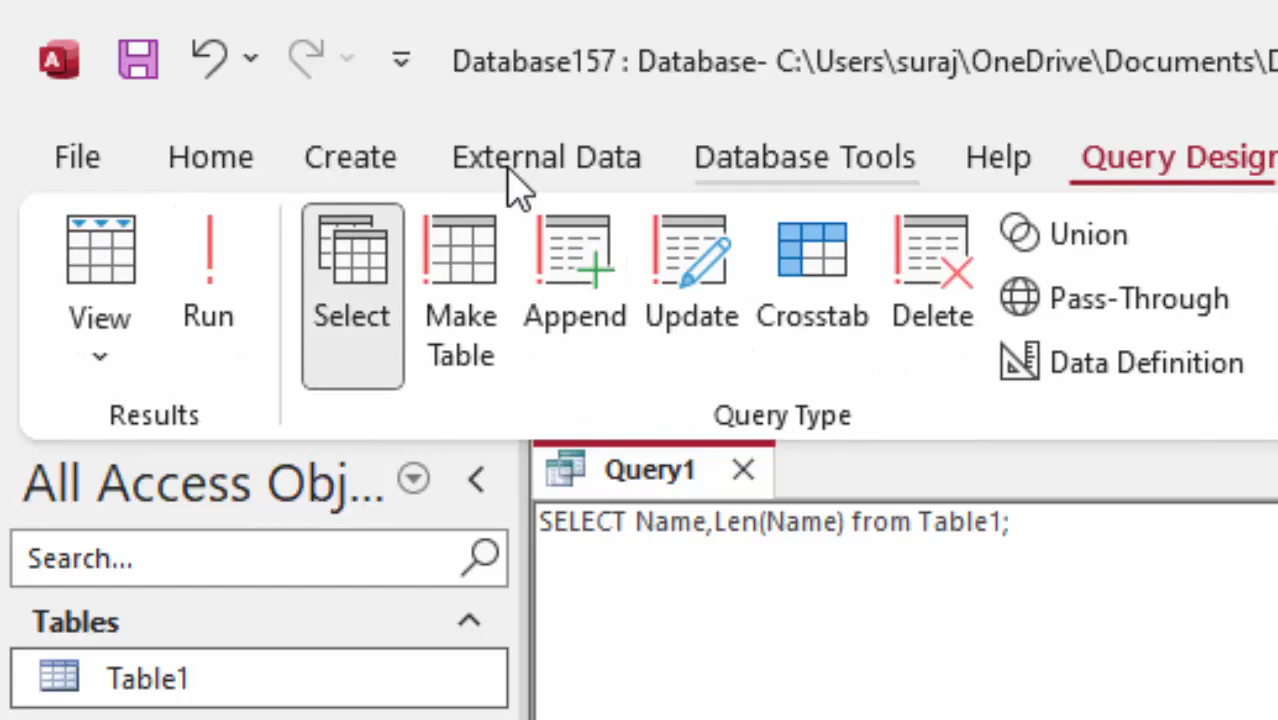 Database157 : Database- C:\Users\suraj\OneDrive\Documents\
File Home Create External Data Database Tools Help Query Design
View Run Select Make Table Append Update Crosstab Delete Union
Pass-Through
Data Definition
Results Query Type
All Access Obj... Query1
SELECT Name,Len(Name) from Table1;
Search...
Tables
Table1